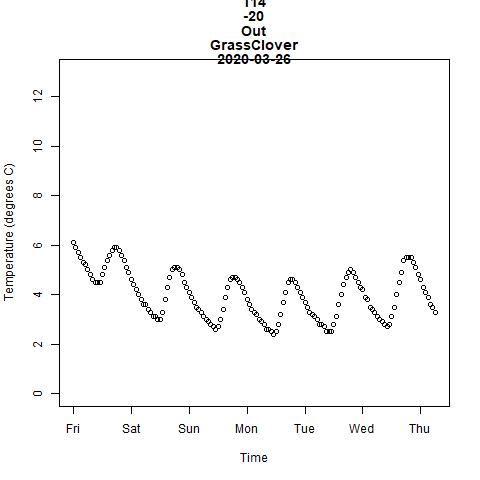 114
-20
Out
GrassClover
2020-03-26
Temperature (degrees C)
12
10
8
6
4
2
0
Fri Sat Sun Mon Tue Wed Thu
Time